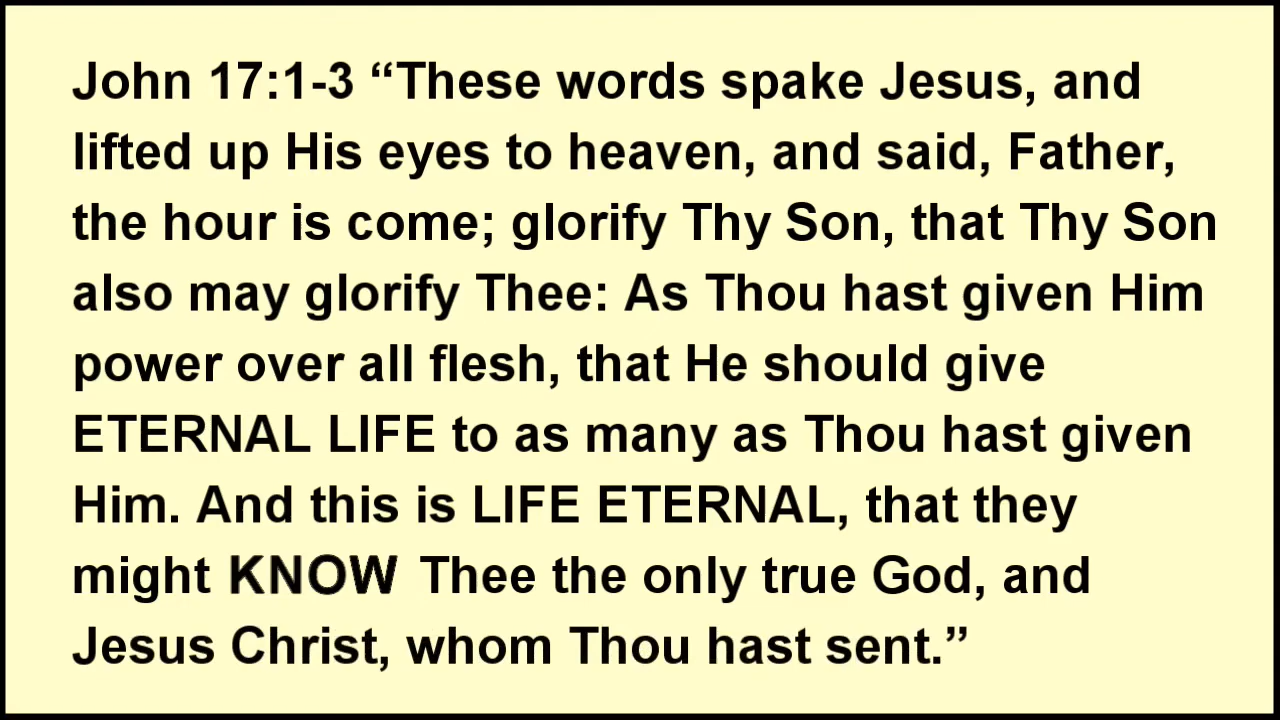 John 17:1-3 “These words spake Jesus, and
lifted up His eyes to heaven, and said, Father,
the hour is come; glorify Thy Son, that Thy Son
also may glorify Thee: As Thou hast given Him
power over all flesh, that He should give
ETERNAL LIFE to as many as Thou hast given
Him. And this is LIFE ETERNAL, that they
might KNOW Thee the only true God, and
Jesus Christ, whom Thou hast sent.”